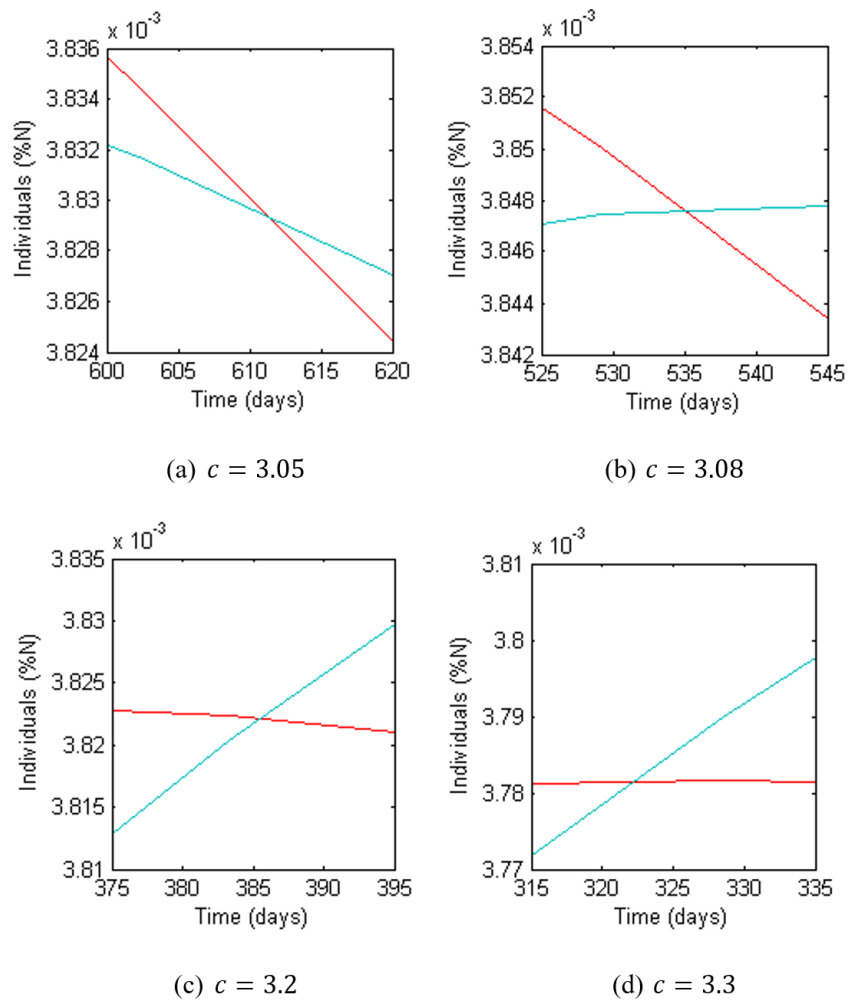 x 10-3
3.836
3.834
3.832
3.83
3.828
3.826
3.824
Individuals (%N)
600 605 610 615 620
Time (days)
(a) c = 3.05
x 10-3
3.854
3.852
3.85
3.848
3.846
3.844
3.842
Individuals (%N)
525 530 535 540 545
Time (days)
(b) c = 3.08
x 10-3
3.835
3.83
3.825
3.82
3.815
3.81
Individuals (%N)
375 380 385 390 395
Time (days)
(c) c = 3.2
x 10-3
3.81
3.8
3.79
3.78
3.77
Individuals (%N)
315 320 325 330 335
Time (days)
(d) c = 3.3